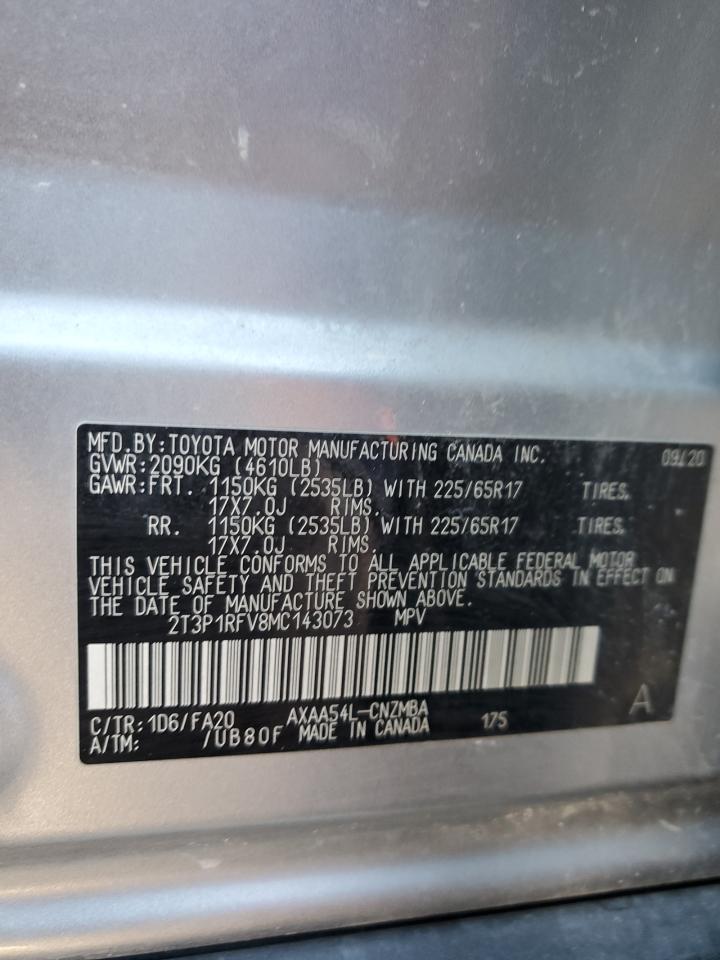 MFD.BY:TOYOTA MOTOR MANUFACTURING CANADA INC. 09/20
GVWR:2090KG (4610LB)
GAWR:FRT. 1150KG (2535LB) WITH 225/65R17 TIRES,
17X7.0J RIMS.
RR. 1150KG (2535LB) WITH 225/65R17 TIRES,
17X7.0J RIMS.
THIS VEHICLE CONFORMS TO ALL APPLICABLE FEDERAL MOTOR
VEHICLE SAFETY AND THEFT PREVENTION STANDARDS IN EFFECT ON
THE DATE OF MANUFACTURE SHOWN ABOVE.
2T3P1RFV8MC143073 MPV
C/TR:1D6/FA20 AXAA54L-CNZMBA 175 A
A/TM: /UB80F MADE IN CANADA